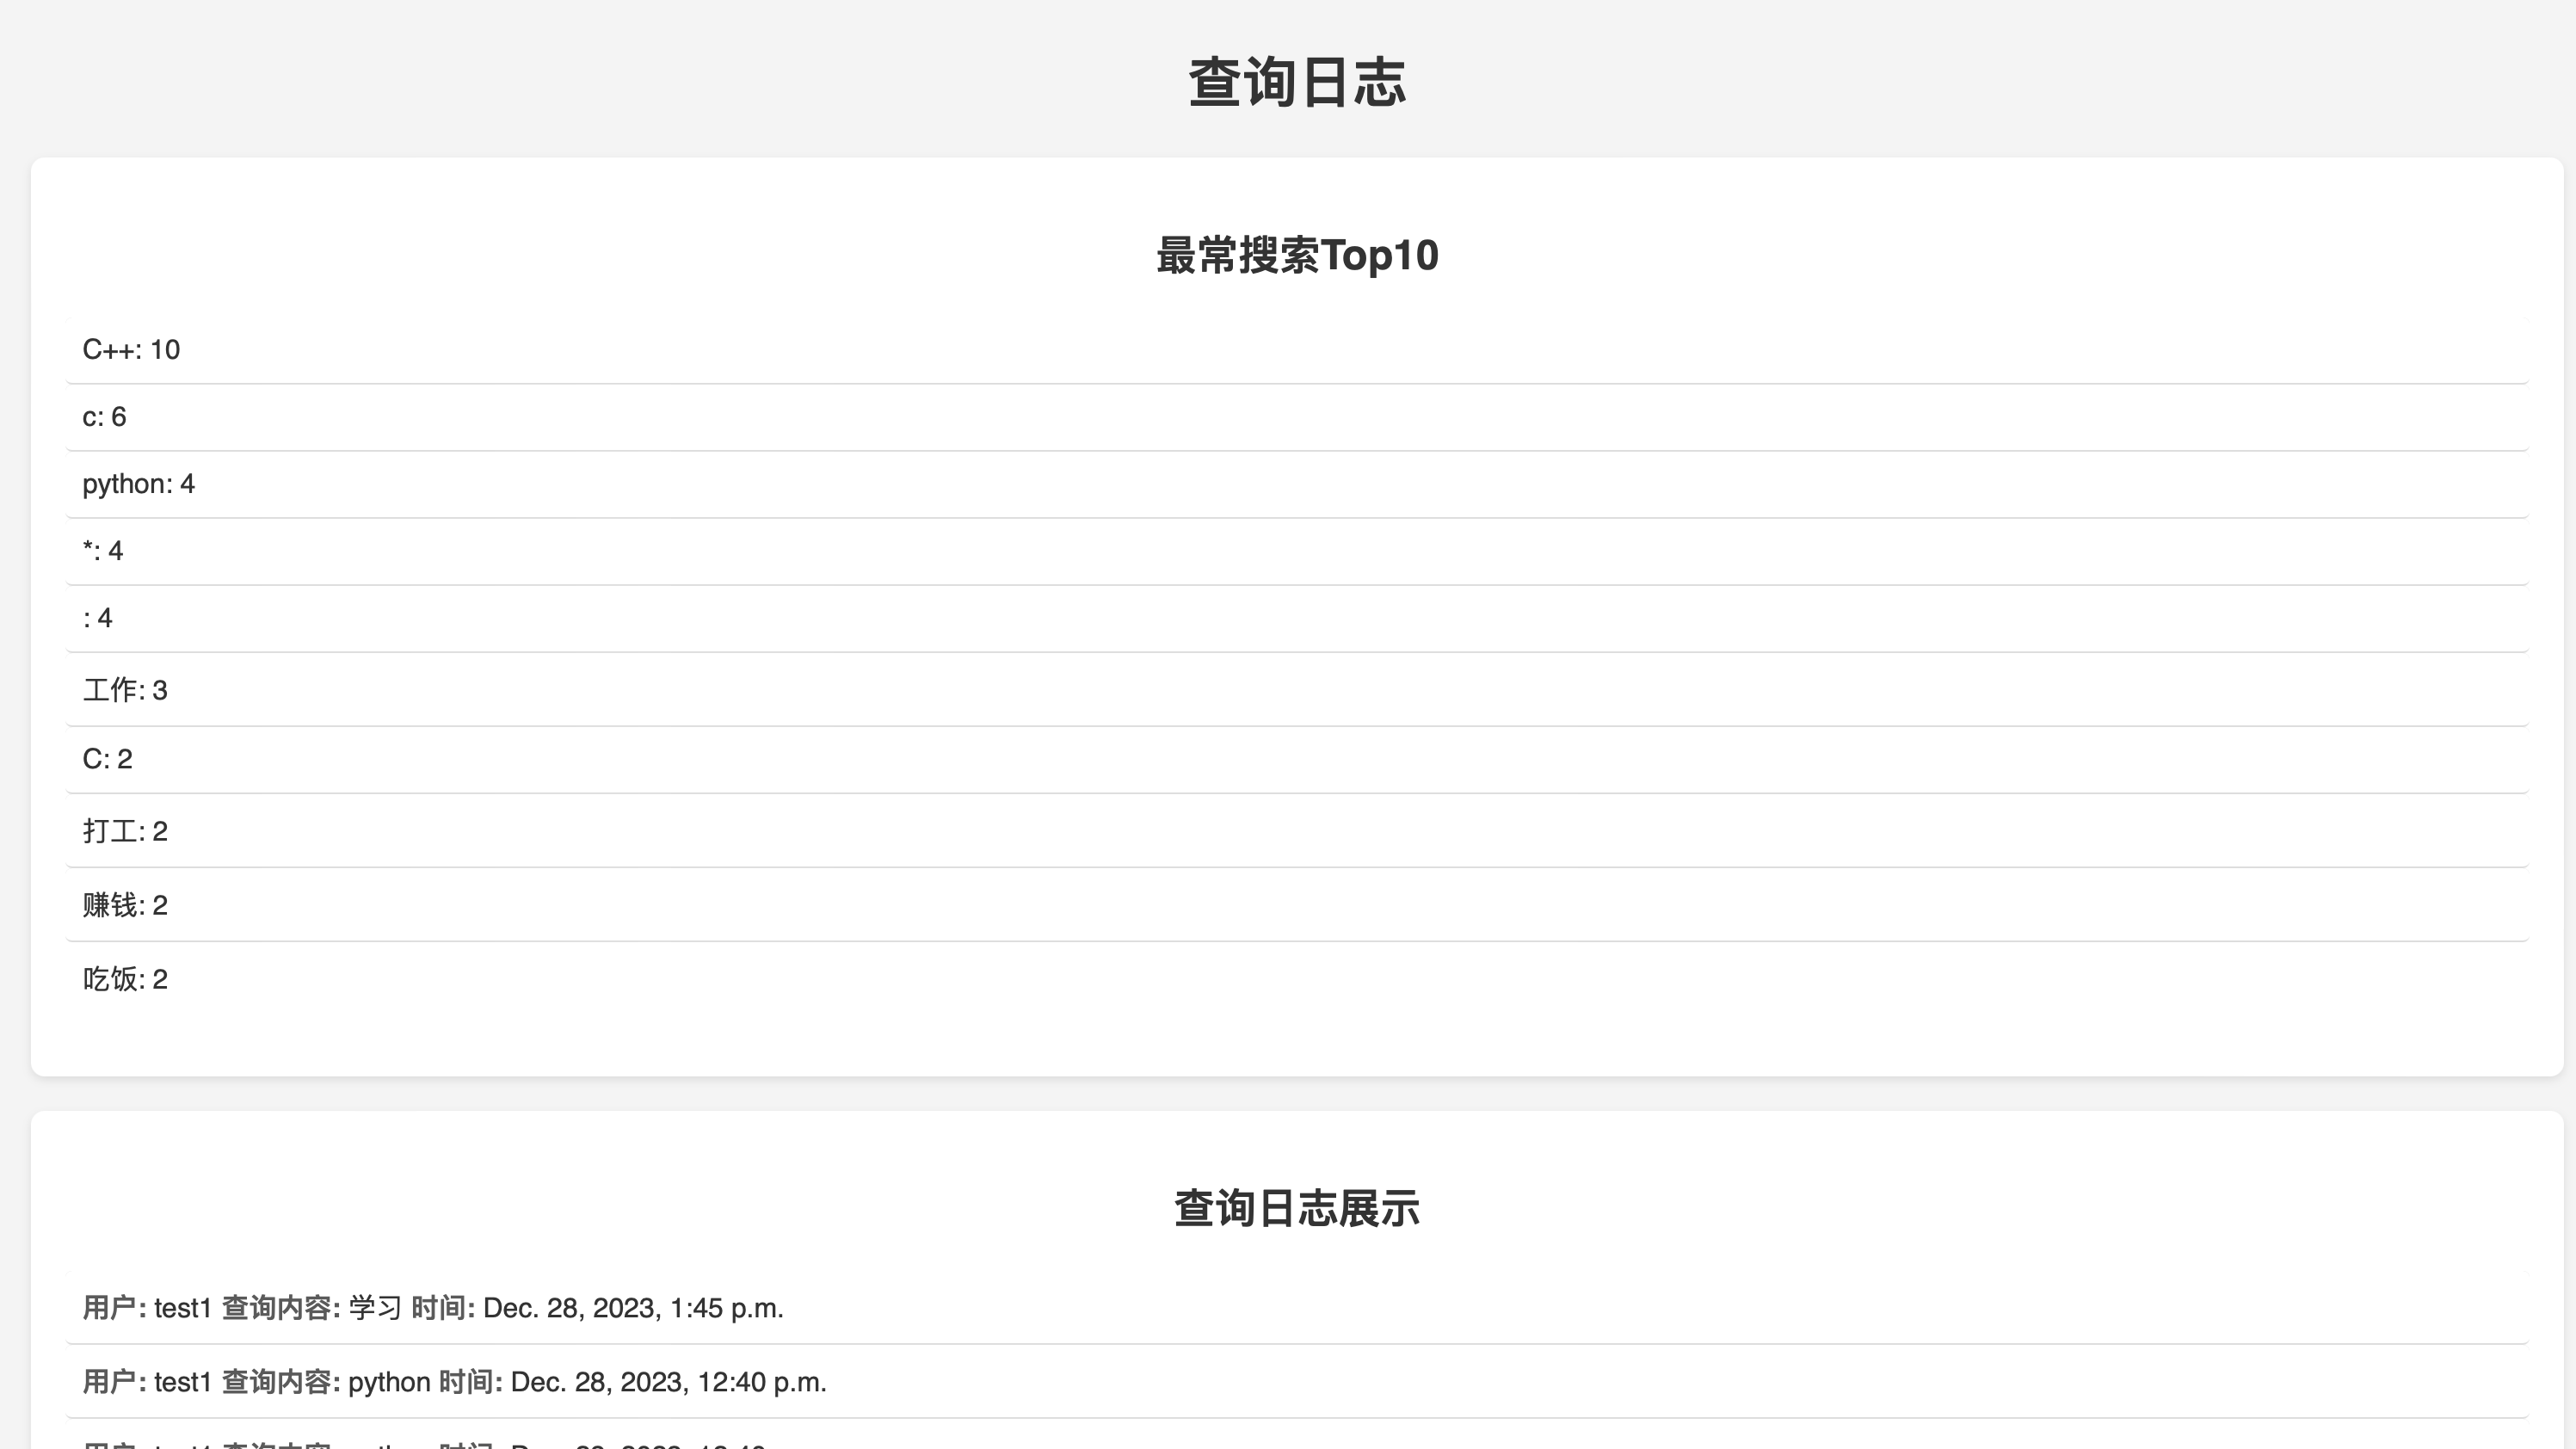 查询日志
最常搜索Top10
C++: 10
c: 6
python: 4
*: 4
: 4
工作: 3
C: 2
打工: 2
赚钱: 2
吃饭: 2
查询日志展示
用户: test1 查询内容: 学习 时间: Dec. 28, 2023, 1:45 p.m.
用户: test1 查询内容: python 时间: Dec. 28, 2023, 12:40 p.m.